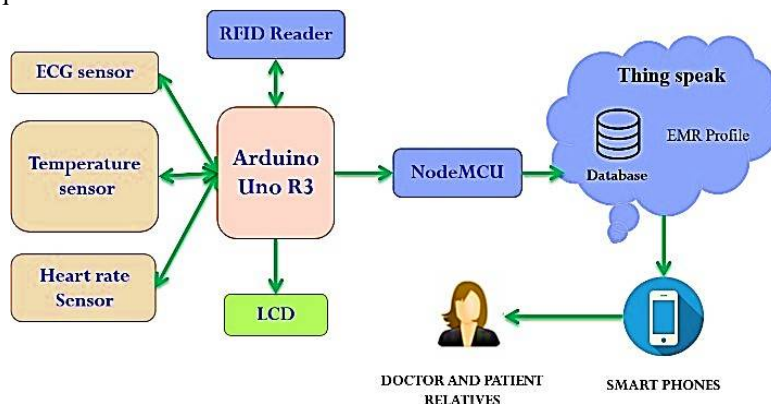 RFID Reader
ECG sensor
Temperature
sensor
Heart rate
Sensor
Arduino
Uno R3
LCD
NodeMCU
Thing speak
EMR Profile
Database
DOCTOR AND PATIENT
RELATIVES
SMART PHONES